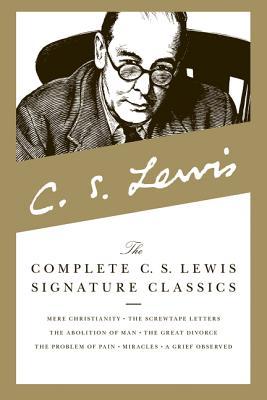 C. S. Lewis
The
COMPLETE C. S. LEWIS
SIGNATURE CLASSICS
MERE CHRISTIANITY • THE SCREWTAPE LETTERS
THE ABOLITION OF MAN • THE GREAT DIVORCE
THE PROBLEM OF PAIN • MIRACLES • A GRIEF OBSERVED